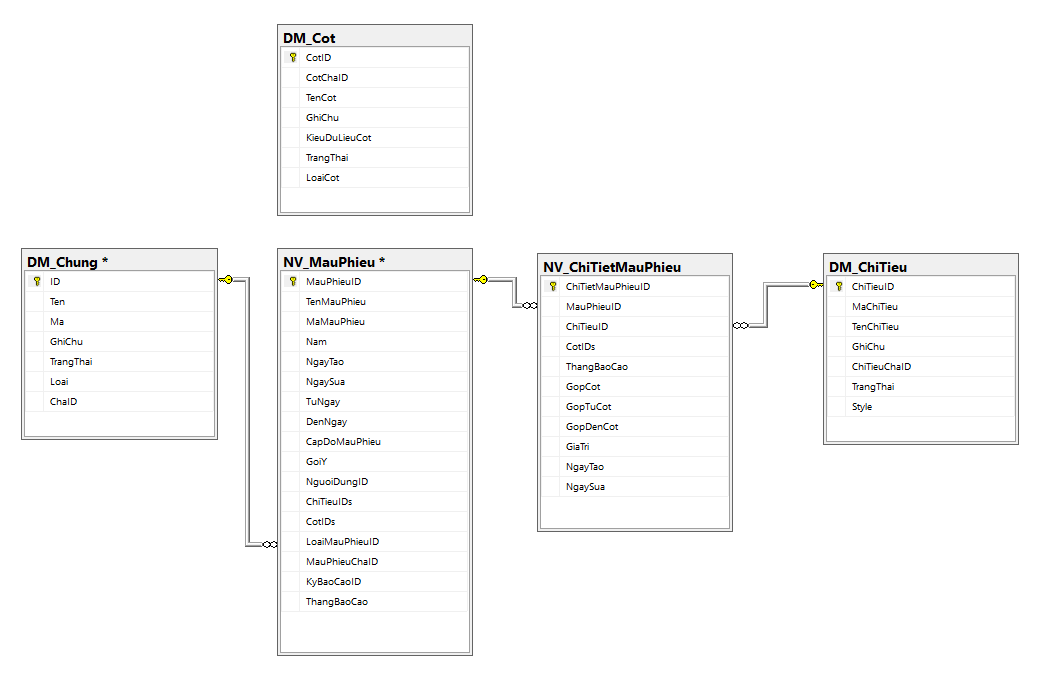 DM_Cot
CotID
CotChaID
TenCot
GhiChu
KieuDuLieuCot
TrangThai
LoaiCot
DM_Chung *
ID
Ten
Ma
GhiChu
TrangThai
Loai
ChaID
NV_MauPhieu *
MauPhieuID
TenMauPhieu
MaMauPhieu
Nam
NgayTao
NgaySua
TuNgay
DenNgay
CapDoMauPhieu
GoiY
NguoiDungID
ChiTieuIDs
CotIDs
LoaiMauPhieuID
MauPhieuChaID
KyBaoCaoID
ThangBaoCao
NV_ChiTietMauPhieu
ChiTietMauPhieuID
MauPhieuID
ChiTieuID
CotIDs
ThangBaoCao
GopCot
GopTuCot
GopDenCot
GiaTri
NgayTao
NgaySua
DM_ChiTieu
ChiTieuID
MaChiTieu
TenChiTieu
GhiChu
ChiTieuChaID
TrangThai
Style